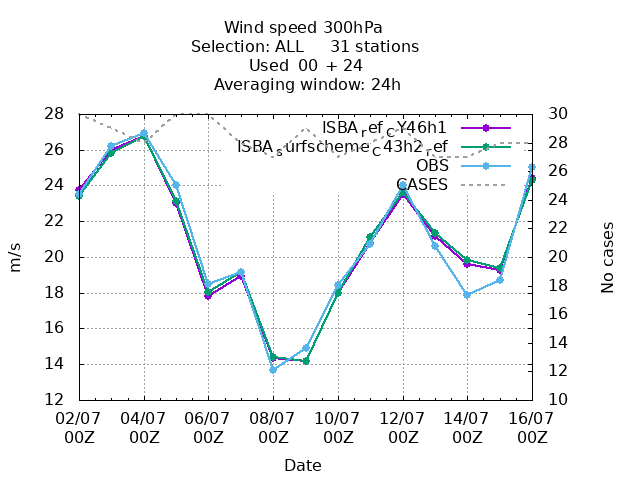 Wind speed 300hPa
Selection: ALL 31 stations
Used 00 + 24
Averaging window: 24h
28 30
ISBA_ref_CY46h1
26 28
ISBA_surfscheme_C43h2_ref
OBS
24 26
CASES
22 24
22
20 20
18 18
16 16
14 14
12
12 10
m/s
No cases
02/07 04/07 06/07 08/07 10/07 12/07 14/07 16/07
00Z 00Z 00Z 00Z 00Z 00Z 00Z 00Z
Date